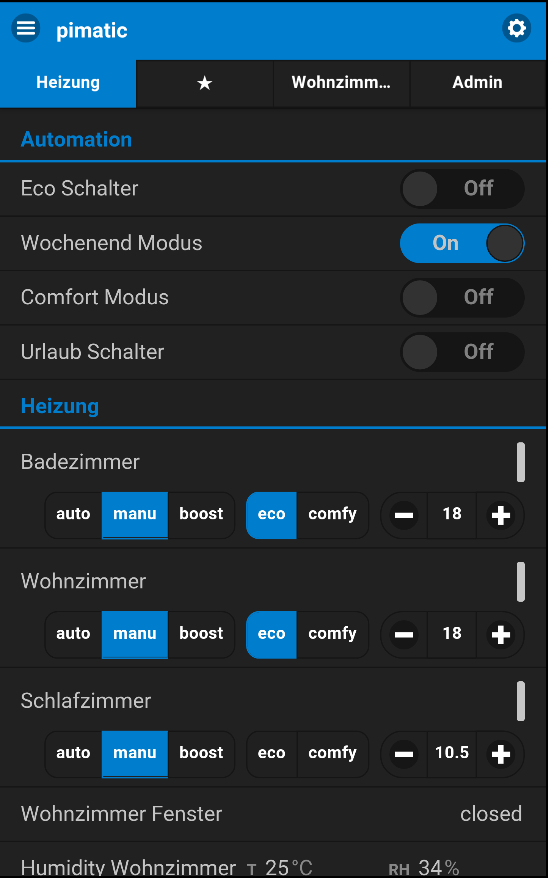 pimatic
Heizung ★ Wohnzimm... Admin
Automation
Eco Schalter Off
Wochenend Modus On
Comfort Modus Off
Urlaub Schalter Off
Heizung
Badezimmer
auto manu boost eco comfy − 18 +
Wohnzimmer
auto manu boost eco comfy − 18 +
Schlafzimmer
auto manu boost eco comfy − 10.5 +
Wohnzimmer Fenster closed
Humidity Wohnzimmer T 25°C RH 34%